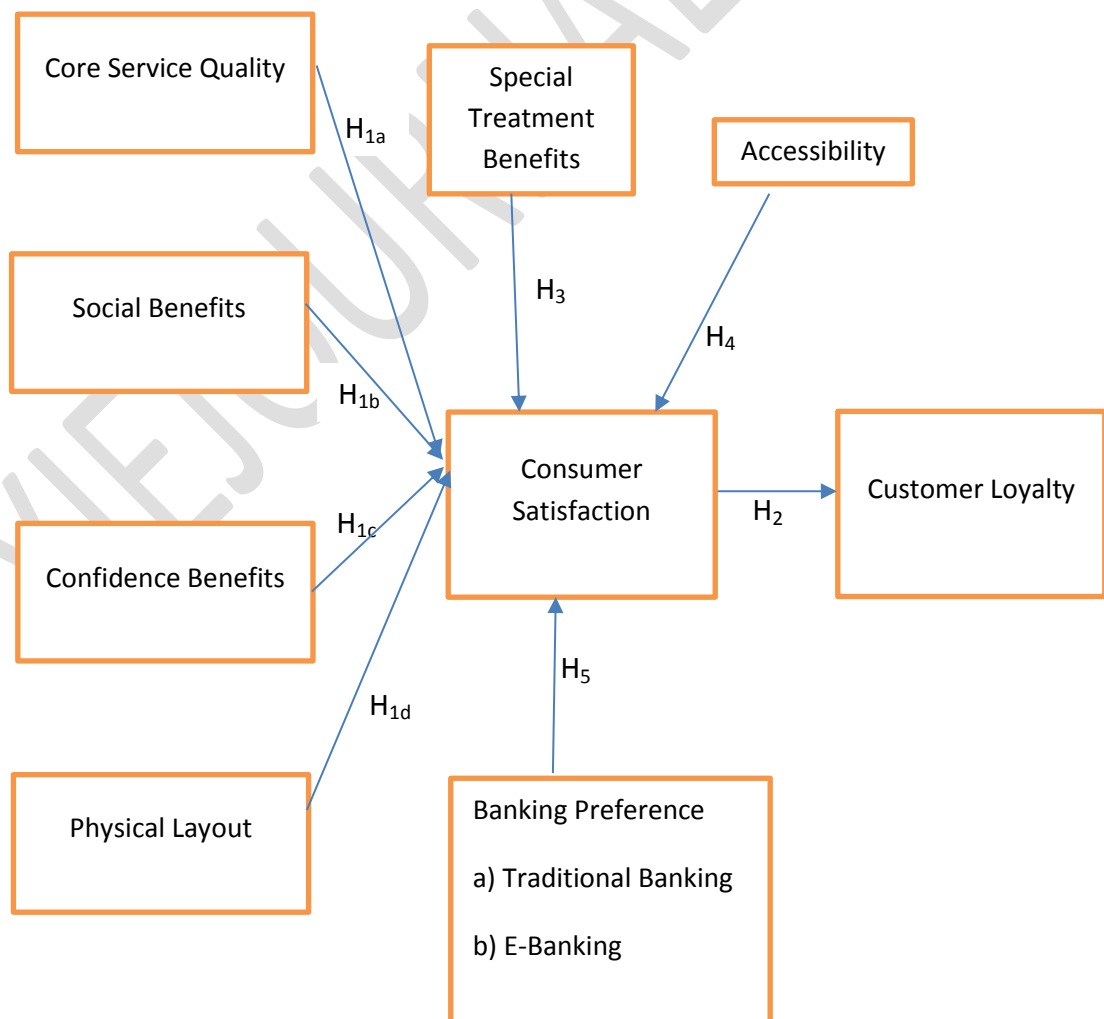 Core Service Quality
Special
Treatment
Benefits
Accessibility
H1a
Social Benefits
H3
H4
H1b
Consumer
Satisfaction
Customer Loyalty
H2
H1c
Confidence Benefits
H5
H1d
Physical Layout
Banking Preference
a) Traditional Banking
b) E-Banking